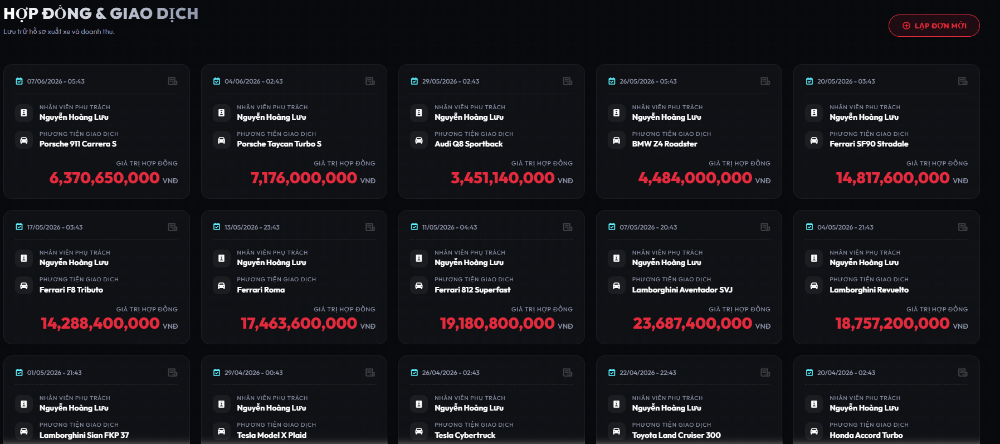 HỢP ĐỒNG & GIAO DỊCH
Lưu trữ hồ sơ xuất xe và doanh thu.
LẬP ĐƠN MỚI
07/06/2026 - 05:43
NHÂN VIÊN PHỤ TRÁCH
Nguyễn Hoàng Lưu
PHƯƠNG TIỆN GIAO DỊCH
Porsche 911 Carrera S
GIÁ TRỊ HỢP ĐỒNG
6,370,650,000 VNĐ
04/06/2026 - 02:43
NHÂN VIÊN PHỤ TRÁCH
Nguyễn Hoàng Lưu
PHƯƠNG TIỆN GIAO DỊCH
Porsche Taycan Turbo S
GIÁ TRỊ HỢP ĐỒNG
7,176,000,000 VNĐ
29/05/2026 - 02:43
NHÂN VIÊN PHỤ TRÁCH
Nguyễn Hoàng Lưu
PHƯƠNG TIỆN GIAO DỊCH
Audi Q8 Sportback
GIÁ TRỊ HỢP ĐỒNG
3,451,140,000 VNĐ
26/05/2026 - 05:43
NHÂN VIÊN PHỤ TRÁCH
Nguyễn Hoàng Lưu
PHƯƠNG TIỆN GIAO DỊCH
BMW Z4 Roadster
GIÁ TRỊ HỢP ĐỒNG
4,484,000,000 VNĐ
20/05/2026 - 03:43
NHÂN VIÊN PHỤ TRÁCH
Nguyễn Hoàng Lưu
PHƯƠNG TIỆN GIAO DỊCH
Ferrari SF90 Stradale
GIÁ TRỊ HỢP ĐỒNG
14,817,600,000 VNĐ
17/05/2026 - 03:43
NHÂN VIÊN PHỤ TRÁCH
Nguyễn Hoàng Lưu
PHƯƠNG TIỆN GIAO DỊCH
Ferrari F8 Tributo
GIÁ TRỊ HỢP ĐỒNG
14,288,400,000 VNĐ
13/05/2026 - 23:43
NHÂN VIÊN PHỤ TRÁCH
Nguyễn Hoàng Lưu
PHƯƠNG TIỆN GIAO DỊCH
Ferrari Roma
GIÁ TRỊ HỢP ĐỒNG
17,463,600,000 VNĐ
11/05/2026 - 04:43
NHÂN VIÊN PHỤ TRÁCH
Nguyễn Hoàng Lưu
PHƯƠNG TIỆN GIAO DỊCH
Ferrari 812 Superfast
GIÁ TRỊ HỢP ĐỒNG
19,180,800,000 VNĐ
07/05/2026 - 20:43
NHÂN VIÊN PHỤ TRÁCH
Nguyễn Hoàng Lưu
PHƯƠNG TIỆN GIAO DỊCH
Lamborghini Aventador SVJ
GIÁ TRỊ HỢP ĐỒNG
23,687,400,000 VNĐ
04/05/2026 - 21:43
NHÂN VIÊN PHỤ TRÁCH
Nguyễn Hoàng Lưu
PHƯƠNG TIỆN GIAO DỊCH
Lamborghini Revuelto
GIÁ TRỊ HỢP ĐỒNG
18,757,200,000 VNĐ
01/05/2026 - 21:43
NHÂN VIÊN PHỤ TRÁCH
Nguyễn Hoàng Lưu
PHƯƠNG TIỆN GIAO DỊCH
Lamborghini Sian FKP 37
29/04/2026 - 00:43
NHÂN VIÊN PHỤ TRÁCH
Nguyễn Hoàng Lưu
PHƯƠNG TIỆN GIAO DỊCH
Tesla Model X Plaid
26/04/2026 - 02:43
NHÂN VIÊN PHỤ TRÁCH
Nguyễn Hoàng Lưu
PHƯƠNG TIỆN GIAO DỊCH
Tesla Cybertruck
22/04/2026 - 22:43
NHÂN VIÊN PHỤ TRÁCH
Nguyễn Hoàng Lưu
PHƯƠNG TIỆN GIAO DỊCH
Toyota Land Cruiser 300
20/04/2026 - 02:43
NHÂN VIÊN PHỤ TRÁCH
Nguyễn Hoàng Lưu
PHƯƠNG TIỆN GIAO DỊCH
Honda Accord Turbo